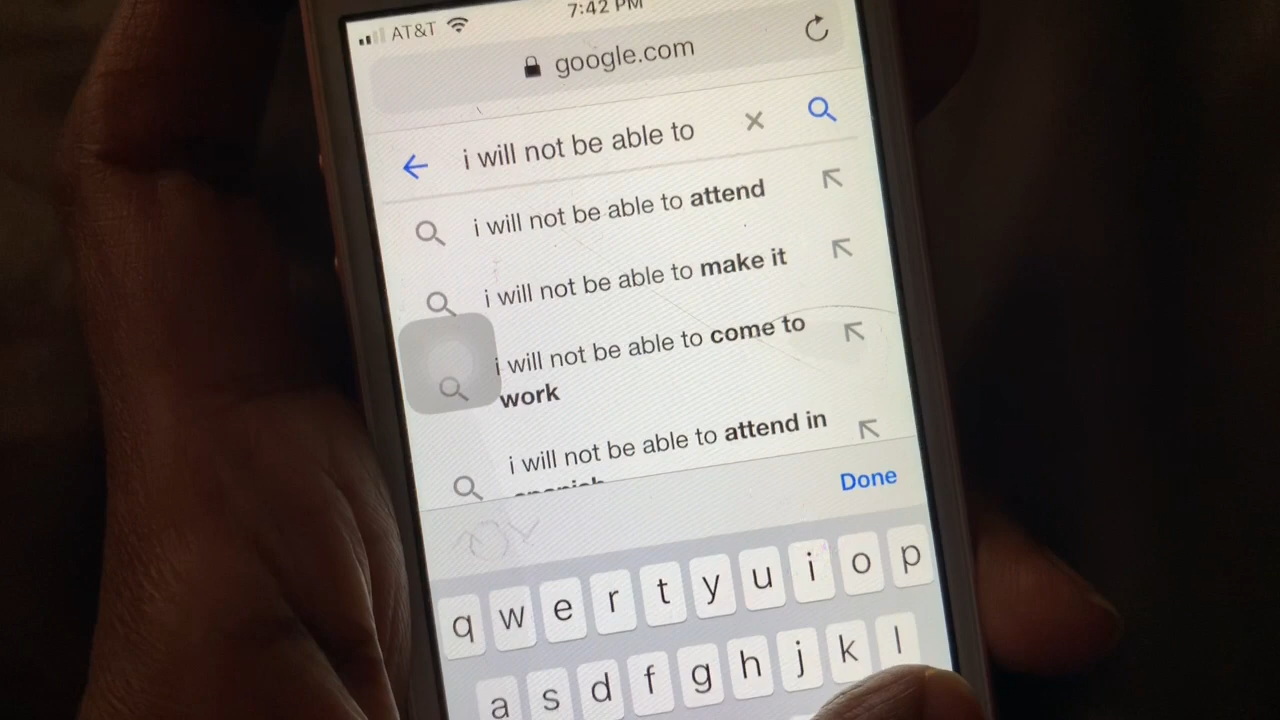 AT&T 7:42 PM
google.com
i will not be able to
i will not be able to attend
i will not be able to make it
i will not be able to come to
work
i will not be able to attend in
spanish
Done
q w e r t y u i o p
a s d f g h j k l